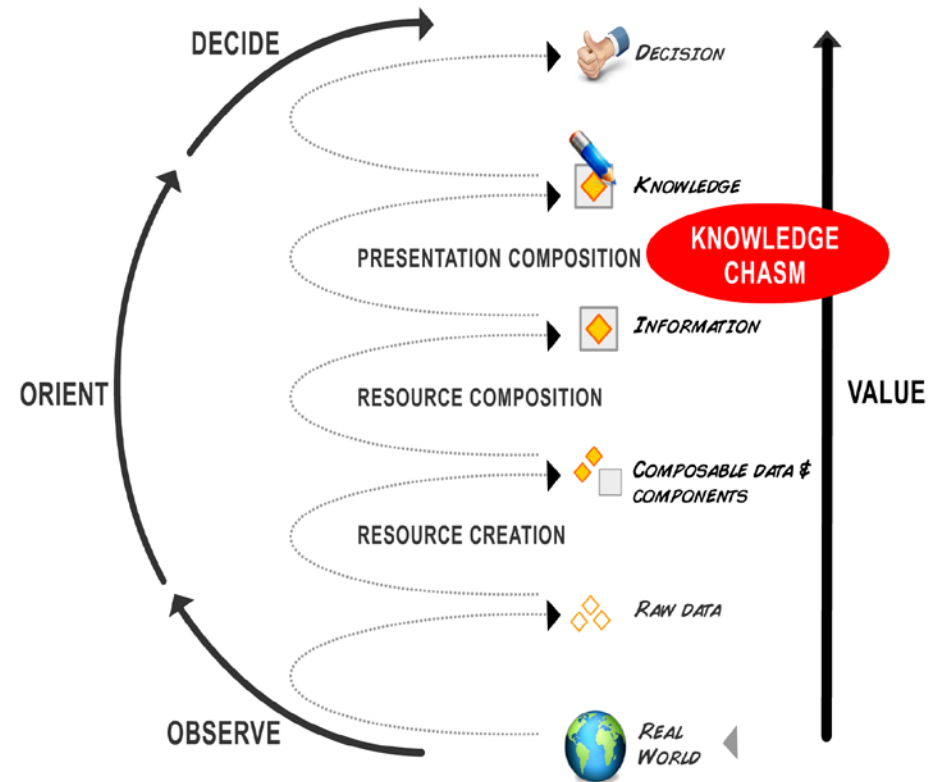 DECIDE
DECISION
KNOWLEDGE
KNOWLEDGE
CHASM
PRESENTATION COMPOSITION
INFORMATION
ORIENT
RESOURCE COMPOSITION
VALUE
COMPOSABLE DATA &
COMPONENTS
RESOURCE CREATION
RAW DATA
OBSERVE
REAL
WORLD